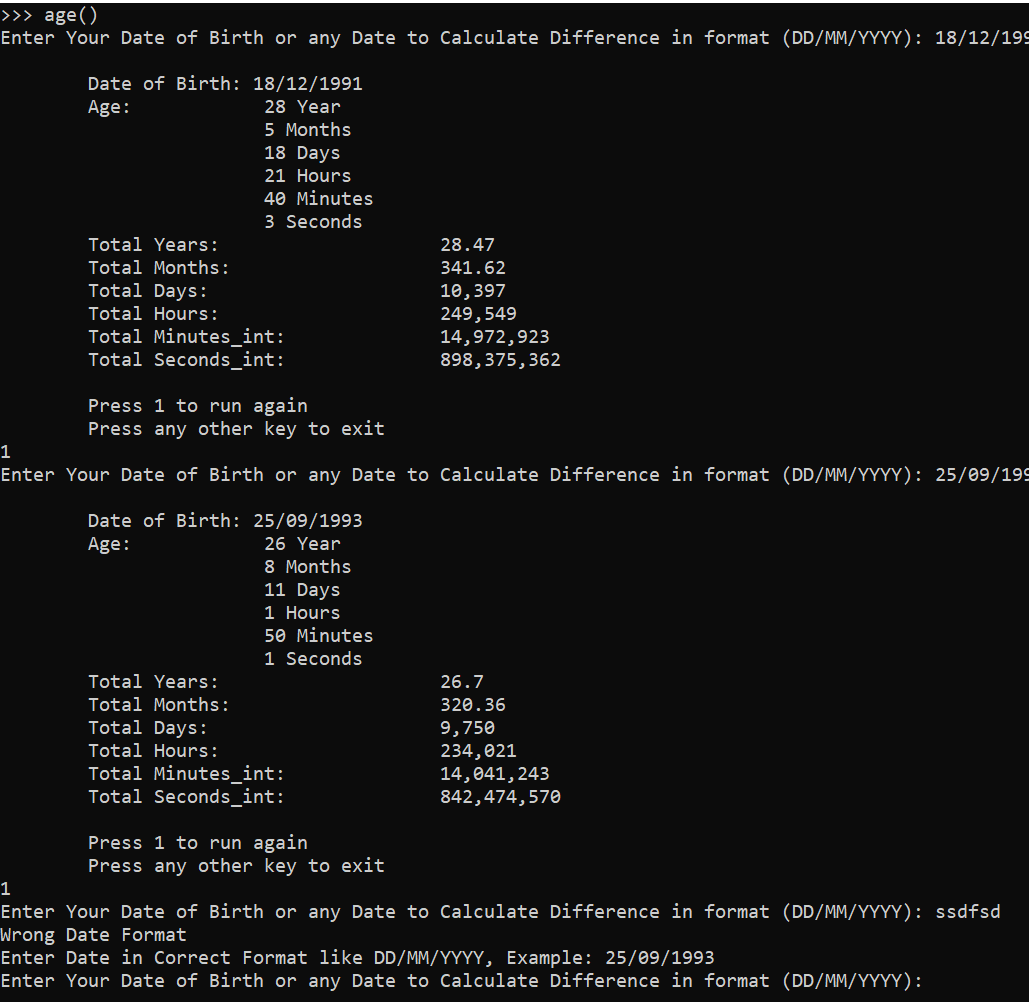 >>> age()
Enter Your Date of Birth or any Date to Calculate Difference in format (DD/MM/YYYY): 18/12/199
Date of Birth: 18/12/1991
Age: 28 Year
5 Months
18 Days
21 Hours
40 Minutes
3 Seconds
Total Years: 28.47
Total Months: 341.62
Total Days: 10,397
Total Hours: 249,549
Total Minutes_int: 14,972,923
Total Seconds_int: 898,375,362
Press 1 to run again
Press any other key to exit
1
Enter Your Date of Birth or any Date to Calculate Difference in format (DD/MM/YYYY): 25/09/199
Date of Birth: 25/09/1993
Age: 26 Year
8 Months
11 Days
1 Hours
50 Minutes
1 Seconds
Total Years: 26.7
Total Months: 320.36
Total Days: 9,750
Total Hours: 234,021
Total Minutes_int: 14,041,243
Total Seconds_int: 842,474,570
Press 1 to run again
Press any other key to exit
1
Enter Your Date of Birth or any Date to Calculate Difference in format (DD/MM/YYYY): ssdfsd
Wrong Date Format
Enter Date in Correct Format like DD/MM/YYYY, Example: 25/09/1993
Enter Your Date of Birth or any Date to Calculate Difference in format (DD/MM/YYYY):